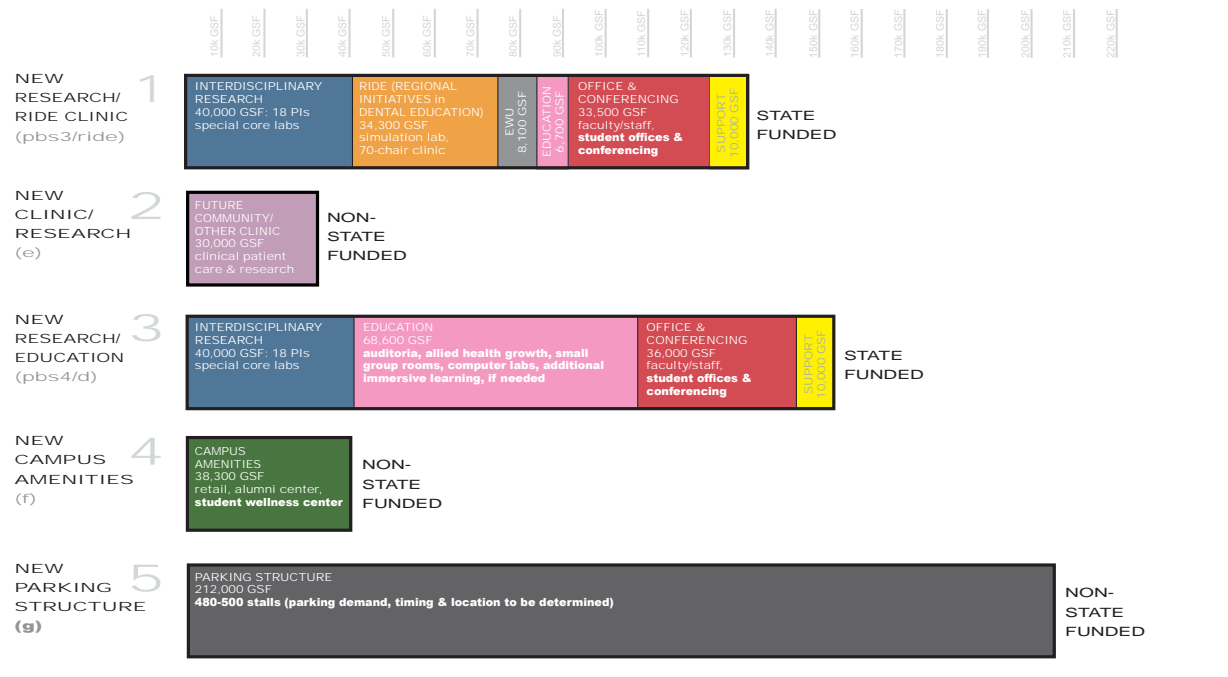 10k GSF
20k GSF
30k GSF
40k GSF
50k GSF
60k GSF
70k GSF
80k GSF
90k GSF
100k GSF
110k GSF
120k GSF
130k GSF
140k GSF
150k GSF
160k GSF
170k GSF
180k GSF
190k GSF
200k GSF
210k GSF
220k GSF
NEW
RESEARCH/
RIDE CLINIC
(pbs3/ride)
1
INTERDISCIPLINARY
RESEARCH
40,000 GSF: 18 PIs
special core labs
RIDE (REGIONAL
INITIATIVES in
DENTAL EDUCATION)
34,300 GSF
simulation lab,
70-chair clinic
EWU
8,100 GSF
EDUCATION
6,700 GSF
OFFICE &
CONFERENCING
33,500 GSF
faculty/staff,
student offices &
conferencing
SUPPORT
10,000 GSF
STATE
FUNDED
NEW
CLINIC/
RESEARCH
(e)
2
FUTURE
COMMUNITY/
OTHER CLINIC
30,000 GSF
clinical patient
care & research
NON-
STATE
FUNDED
NEW
RESEARCH/
EDUCATION
(pbs4/d)
3
INTERDISCIPLINARY
RESEARCH
40,000 GSF: 18 PIs
special core labs
EDUCATION
68,600 GSF
auditoria, allied health growth, small
group rooms, computer labs, additional
immersive learning, if needed
OFFICE &
CONFERENCING
36,000 GSF
faculty/staff,
student offices &
conferencing
SUPPORT
10,000 GSF
STATE
FUNDED
NEW
CAMPUS
AMENITIES
(f)
4
CAMPUS
AMENITIES
38,300 GSF
retail, alumni center,
student wellness center
NON-
STATE
FUNDED
NEW
PARKING
STRUCTURE
(g)
5
PARKING STRUCTURE
212,000 GSF
480-500 stalls (parking demand, timing & location to be determined)
NON-
STATE
FUNDED